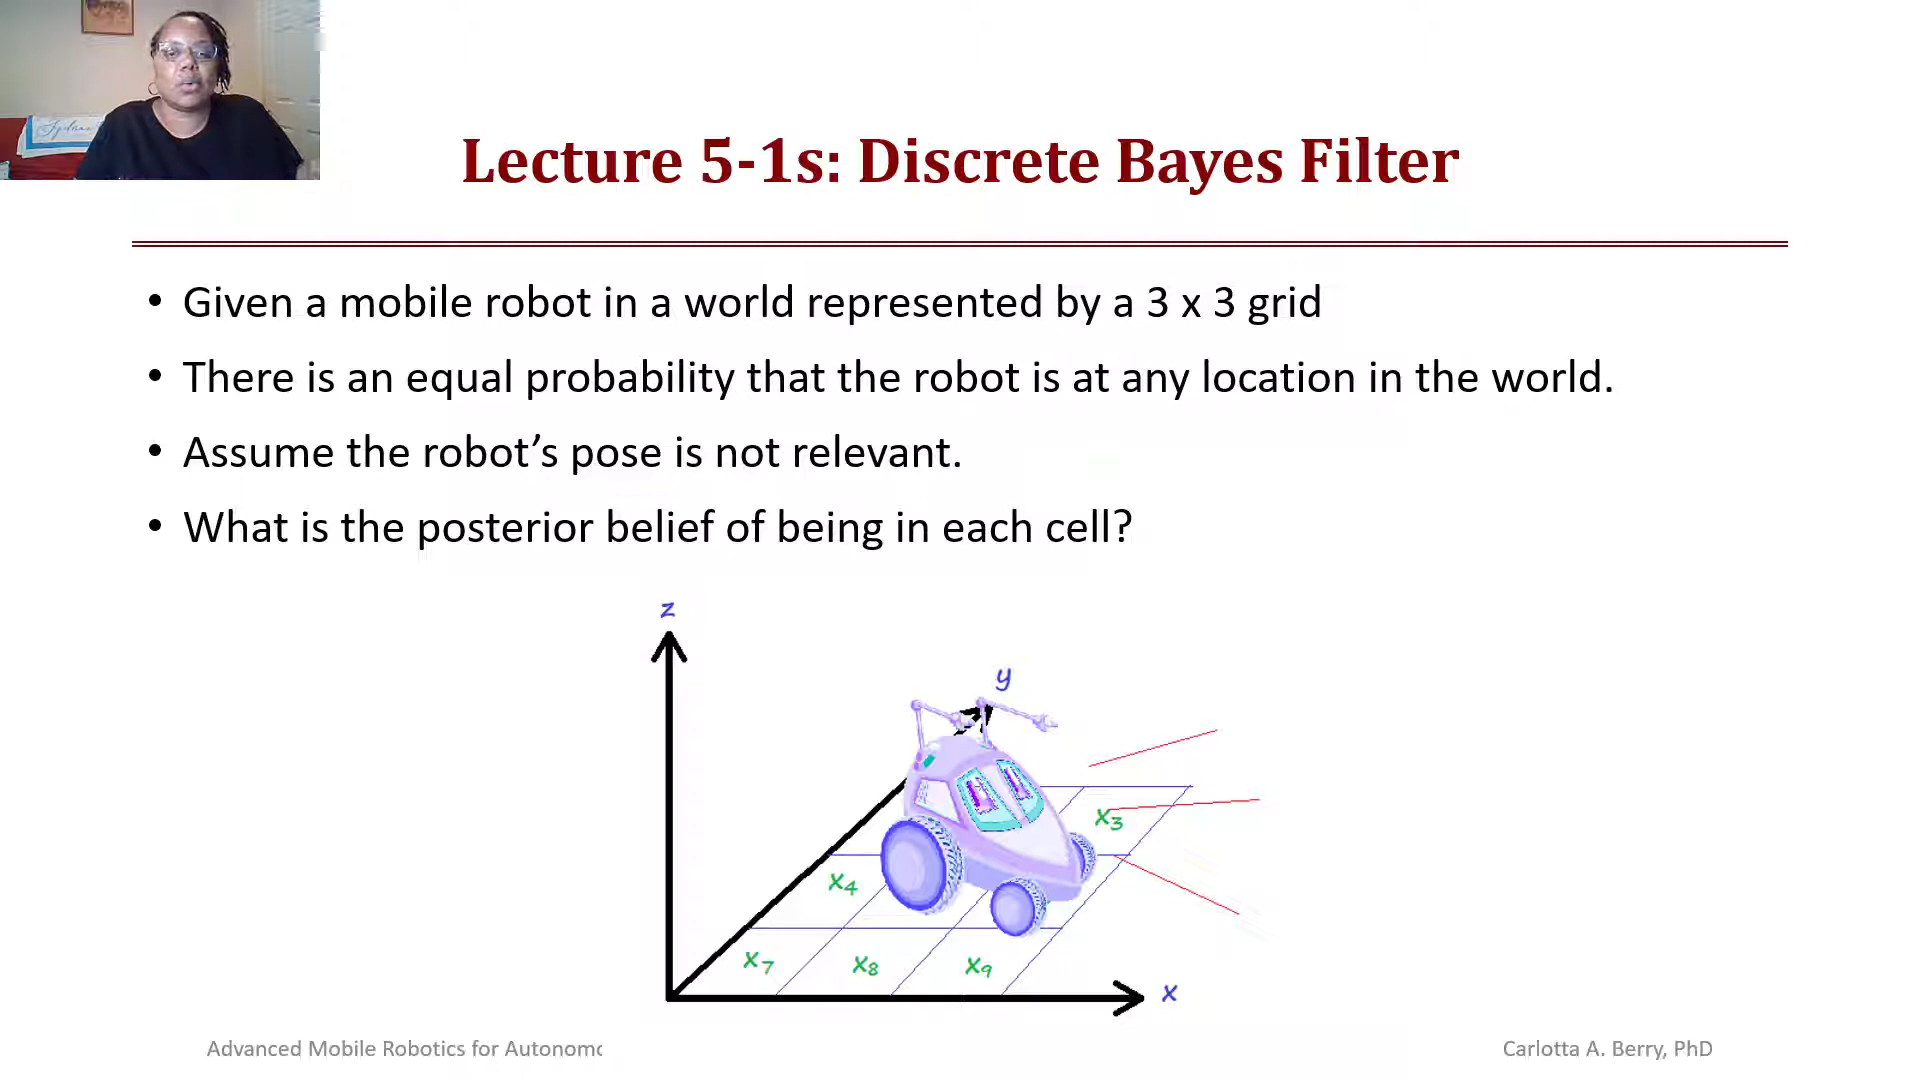 Lecture 5-1s: Discrete Bayes Filter
• Given a mobile robot in a world represented by a 3 x 3 grid
• There is an equal probability that the robot is at any location in the world.
• Assume the robot’s pose is not relevant.
• What is the posterior belief of being in each cell?
z
y
x3
x4
x7 x8 x9
x
Advanced Mobile Robotics for Autonomo
Carlotta A. Berry, PhD